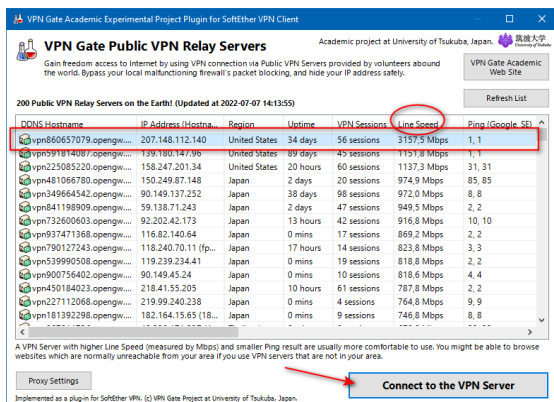 VPN Gate Academic Experimental Project Plugin for SoftEther VPN Client
VPN Gate Public VPN Relay Servers
Academic project at University of Tsukuba, Japan.
筑波大学
University of Tsukuba
Gain freedom access to Internet by using VPN connection via Public VPN Servers provided by volunteers abound
the world. Bypass your local malfunctioning firewall's packet blocking, and hide your IP address safely.
VPN Gate Academic
Web Site
200 Public VPN Relay Servers on the Earth! (Updated at 2022-07-07 14:13:55)
Refresh List
DDNS Hostname IP Address (Hostna... Region Uptime VPN Sessions Line Speed Ping (Google, SE)
vpn860657079.opengw.... 207.148.112.140 United States 34 days 56 sessions 3157,5 Mbps 1, 1
vpn591814087.opengw.... 139.180.147.96 United States 89 days 45 sessions 1151,8 Mbps 1, 1
vpn225085220.opengw.... 158.247.201.34 United States 20 hours 60 sessions 1137,3 Mbps 31, 31
vpn481066780.opengw.... 150.249.87.148 Japan 2 days 20 sessions 974,9 Mbps 85, 85
vpn349664542.opengw.... 90.149.137.252 Japan 38 days 98 sessions 972,0 Mbps 8, 8
vpn841198909.opengw.... 59.138.71.243 Japan 2 days 47 sessions 949,5 Mbps 2, 2
vpn732600603.opengw.... 92.202.42.173 Japan 13 hours 42 sessions 916,8 Mbps 10, 10
vpn937471368.opengw.... 116.82.140.64 Japan 0 mins 17 sessions 869,2 Mbps 2, 2
vpn790127243.opengw.... 118.240.70.11 (fp... Japan 17 hours 14 sessions 823,8 Mbps 3, 3
vpn539990508.opengw.... 119.239.234.41 Japan 0 mins 19 sessions 818,8 Mbps 2, 2
vpn900756402.opengw.... 90.149.45.24 Japan 0 mins 10 sessions 818,6 Mbps 4, 4
vpn450184023.opengw.... 218.41.55.205 Japan 10 hours 61 sessions 787,8 Mbps 2, 2
vpn227112068.opengw.... 219.99.240.238 Japan 0 mins 4 sessions 764,8 Mbps 9, 9
vpn181392298.opengw.... 182.164.15.65 (18... Japan 0 mins 9 sessions 746,8 Mbps 8, 8
A VPN Server with higher Line Speed (measured by Mbps) and smaller Ping result are usually more comfortable to use. You might be able to browse
websites which are normally unreachable from your area if you use VPN servers that are not in your area.
Proxy Settings
Connect to the VPN Server
Implemented as a plug-in for SoftEther VPN. (c) VPN Gate Project at University of Tsukuba, Japan.